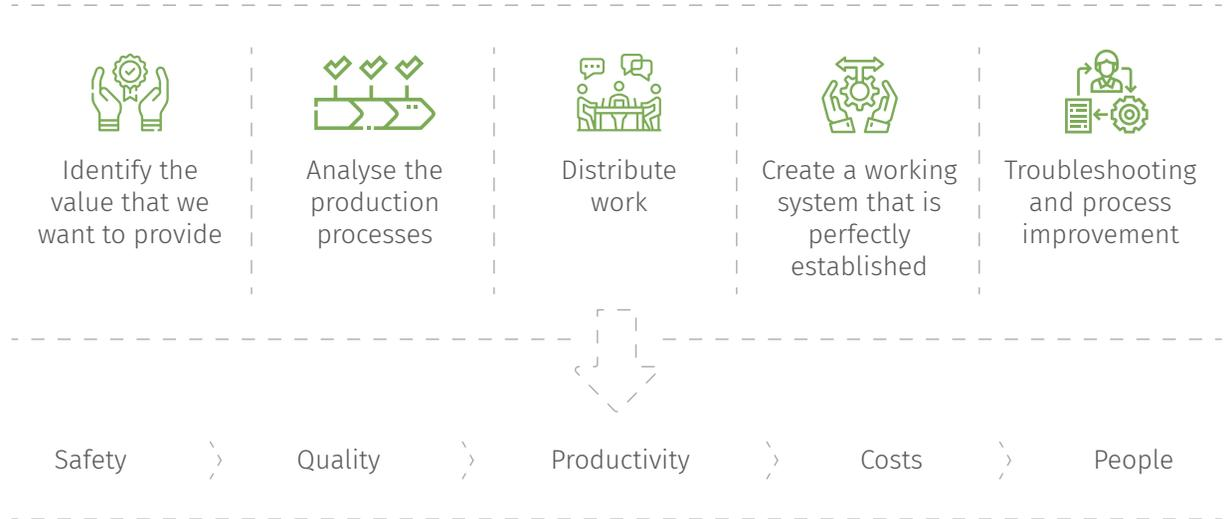 Identify the
value that we
want to provide
Analyse the
production
processes
Distribute
work
Create a working
system that is
perfectly
established
Troubleshooting
and process
improvement
Safety
Quality
Productivity
Costs
People